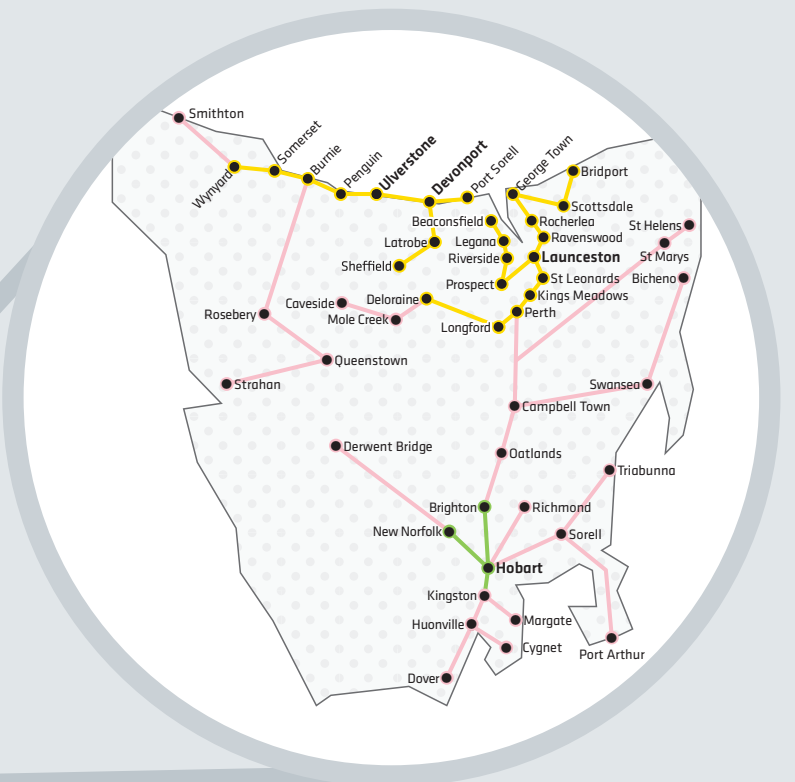 Smithton
Wynyard
Somerset
Burnie
Penguin
Ulverstone
Devonport
Port Sorell
George Town
Bridport
Scottsdale
Beaconsfield
Rocherlea
St Helens
Latrobe
Legana
Ravenswood
St Marys
Sheffield
Riverside
Launceston
Prospect
St Leonards
Bicheno
Caveside
Deloraine
Kings Meadows
Rosebery
Mole Creek
Longford
Perth
Queenstown
Strahan
Swansea
Campbell Town
Derwent Bridge
Oatlands
Triabunna
Brighton
Richmond
New Norfolk
Sorell
Hobart
Kingston
Huonville
Margate
Cygnet
Port Arthur
Dover